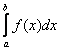 ∫_a^b f(x)dx